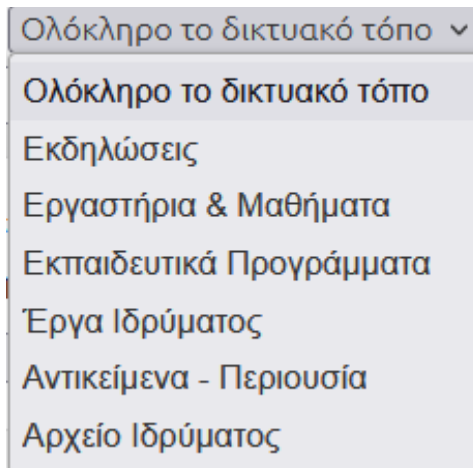 Ολόκληρο το δικτυακό τόπο
Ολόκληρο το δικτυακό τόπο
Εκδηλώσεις
Εργαστήρια & Μαθήματα
Εκπαιδευτικά Προγράμματα
Έργα Ιδρύματος
Αντικείμενα - Περιουσία
Αρχείο Ιδρύματος